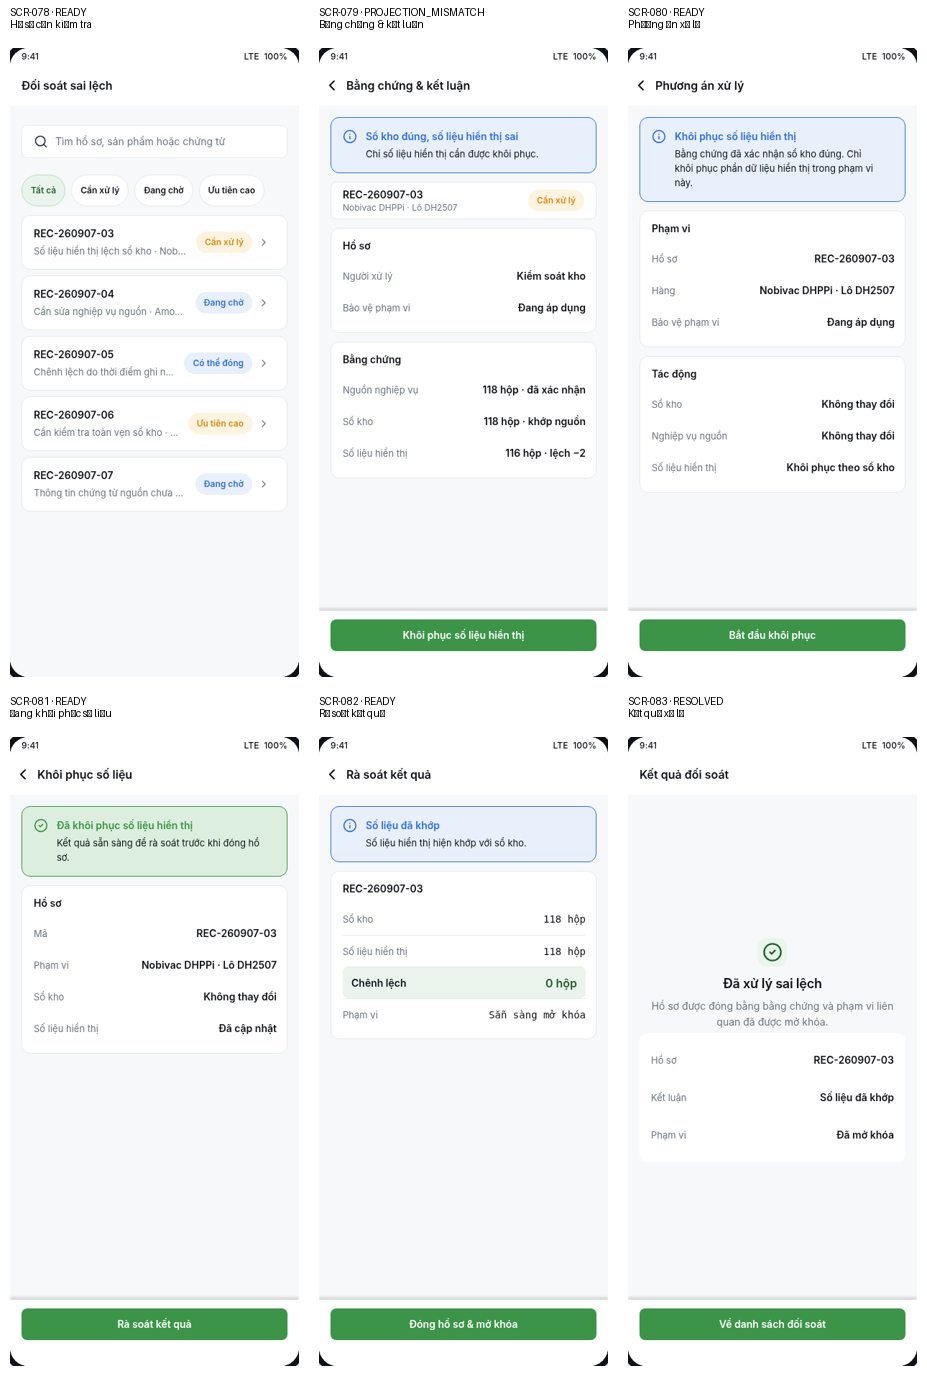 SCR-078 · READY
9:41
LTE 100%
Đối soát sai lệch
Tìm hồ sơ, sản phẩm hoặc chứng từ
Tất cả
Cần xử lý
Đang chờ
Ưu tiên cao
REC-260907-03
Số liệu hiển thị lệch sổ kho · Nob...
Cần xử lý
REC-260907-04
Cần sửa nghiệp vụ nguồn · Amo...
Đang chờ
REC-260907-05
Chênh lệch do thời điểm ghi n...
Có thể đóng
REC-260907-06
Cần kiểm tra toàn vẹn sổ kho · ...
Ưu tiên cao
REC-260907-07
Thông tin chứng từ nguồn chưa ...
Đang chờ
SCR-079 · PROJECTION_MISMATCH
9:41
LTE 100%
Bằng chứng & kết luận
Sổ kho đúng, số liệu hiển thị sai
Chỉ số liệu hiển thị cần được khôi phục.
REC-260907-03
Nobivac DHPPi · Lô DH2507
Cần xử lý
Hồ sơ
Người xử lý
Kiểm soát kho
Bảo vệ phạm vi
Đang áp dụng
Bằng chứng
Nguồn nghiệp vụ
118 hộp · đã xác nhận
Sổ kho
118 hộp · khớp nguồn
Số liệu hiển thị
116 hộp · lệch −2
Khôi phục số liệu hiển thị
SCR-080 · READY
9:41
LTE 100%
Phương án xử lý
Khôi phục số liệu hiển thị
Bằng chứng đã xác nhận sổ kho đúng. Chỉ
khôi phục phần dữ liệu hiển thị trong phạm vi
này.
Phạm vi
Hồ sơ
REC-260907-03
Hàng
Nobivac DHPPi · Lô DH2507
Bảo vệ phạm vi
Đang áp dụng
Tác động
Sổ kho
Không thay đổi
Nghiệp vụ nguồn
Không thay đổi
Số liệu hiển thị
Khôi phục theo sổ kho
Bắt đầu khôi phục
SCR-081 · READY
9:41
LTE 100%
Khôi phục số liệu
Đã khôi phục số liệu hiển thị
Kết quả sẵn sàng để rà soát trước khi đóng hồ
sơ.
Hồ sơ
Mã
REC-260907-03
Phạm vi
Nobivac DHPPi · Lô DH2507
Sổ kho
Không thay đổi
Số liệu hiển thị
Đã cập nhật
Rà soát kết quả
SCR-082 · READY
9:41
LTE 100%
Rà soát kết quả
Số liệu đã khớp
Số liệu hiển thị hiện khớp với sổ kho.
REC-260907-03
Sổ kho
118 hộp
Số liệu hiển thị
118 hộp
Chênh lệch
0 hộp
Phạm vi
Sẵn sàng mở khóa
Đóng hồ sơ & mở khóa
SCR-083 · RESOLVED
9:41
LTE 100%
Kết quả đối soát
Đã xử lý sai lệch
Hồ sơ được đóng bằng bằng chứng và phạm vi liên
quan đã được mở khóa.
Hồ sơ
REC-260907-03
Kết luận
Số liệu đã khớp
Phạm vi
Đã mở khóa
Về danh sách đối soát